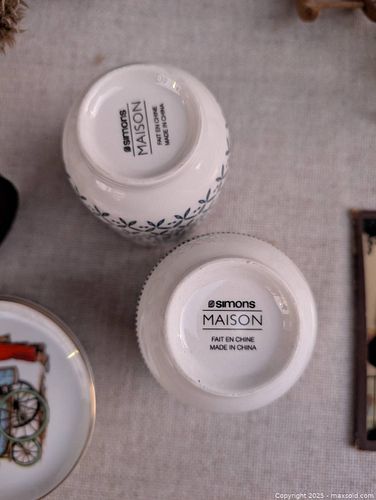 simons
MAISON
FAIT EN CHINE
MADE IN CHINA
simons
MAISON
FAIT EN CHINE
MADE IN CHINA
Copyright 2025 - maxsold.com